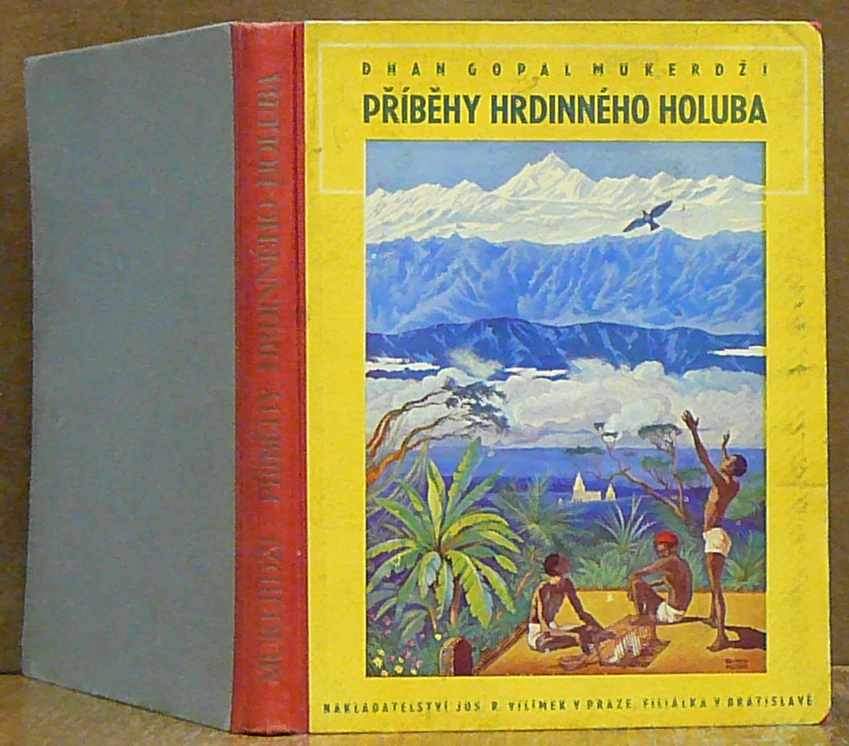 DHAN GOPAL MUKERDŽI
PŘÍBĚHY HRDINNÉHO HOLUBA
NAKLADATELSTVÍ JOS. R. VILÍMEK V PRAZE, FILIÁLKA V BRATISLAVĚ
MUKERDŽI PŘÍBĚHY HRDINNÉHO HOLUBA